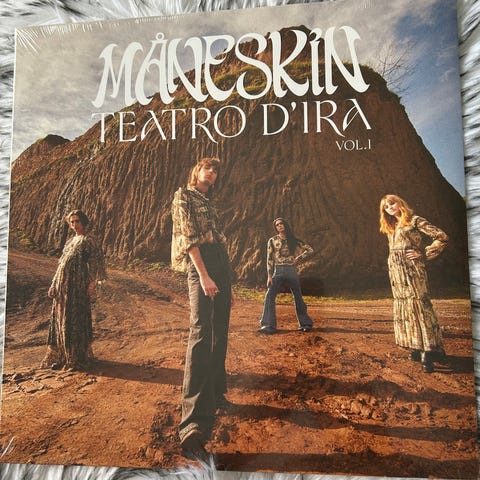 MÅNESKIN
TEATRO D'IRA
VOL.I